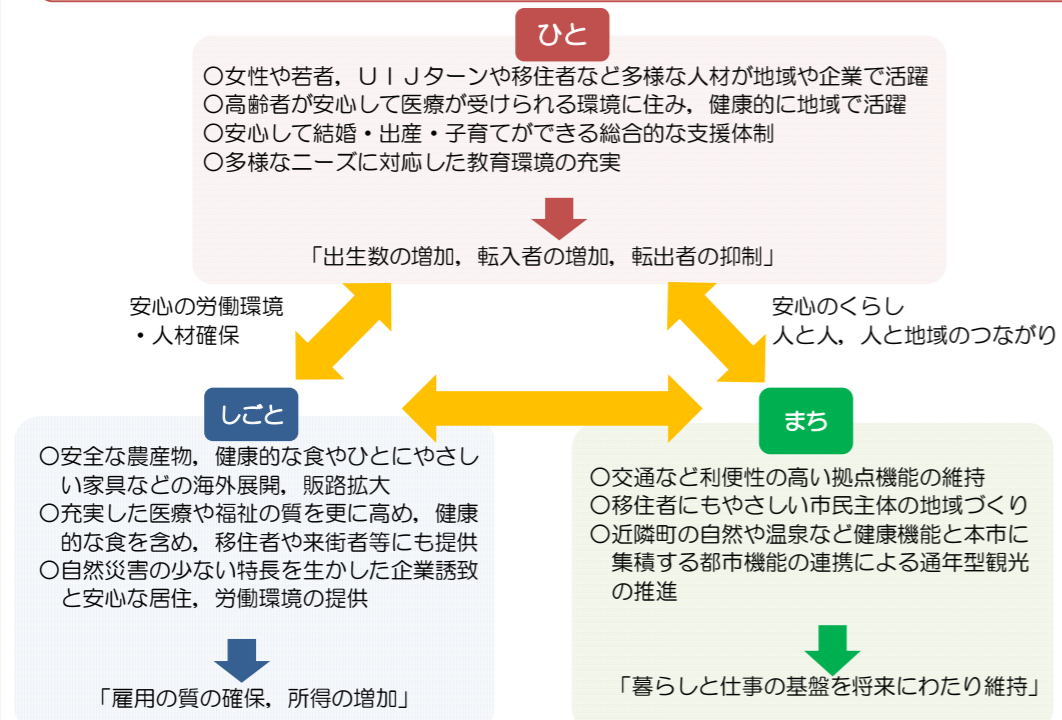 ひと
○女性や若者，ＵＩＪターンや移住者など多様な人材が地域や企業で活躍
○高齢者が安心して医療が受けられる環境に住み，健康的に地域で活躍
○安心して結婚・出産・子育てができる総合的な支援体制
○多様なニーズに対応した教育環境の充実
「出生数の増加，転入者の増加，転出者の抑制」
安心の労働環境
・人材確保
安心のくらし
人と人，人と地域のつながり
しごと
○安全な農産物，健康的な食やひとにやさし
い家具などの海外展開，販路拡大
○充実した医療や福祉の質を更に高め，健康
的な食を含め，移住者や来街者等にも提供
○自然災害の少ない特長を生かした企業誘致
と安心な居住，労働環境の提供
「雇用の質の確保，所得の増加」
まち
○交通など利便性の高い拠点機能の維持
○移住者にもやさしい市民主体の地域づくり
○近隣町の自然や温泉など健康機能と本市に
集積する都市機能の連携による通年型観光
の推進
「暮らしと仕事の基盤を将来にわたり維持」